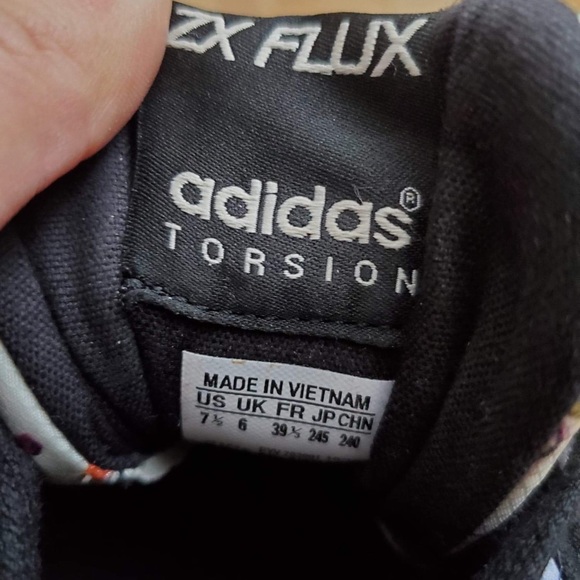 ZX FLUX
adidas®
TORSION
MADE IN VIETNAM
US UK FR JP CHN
7½ 6 39⅓ 245 240